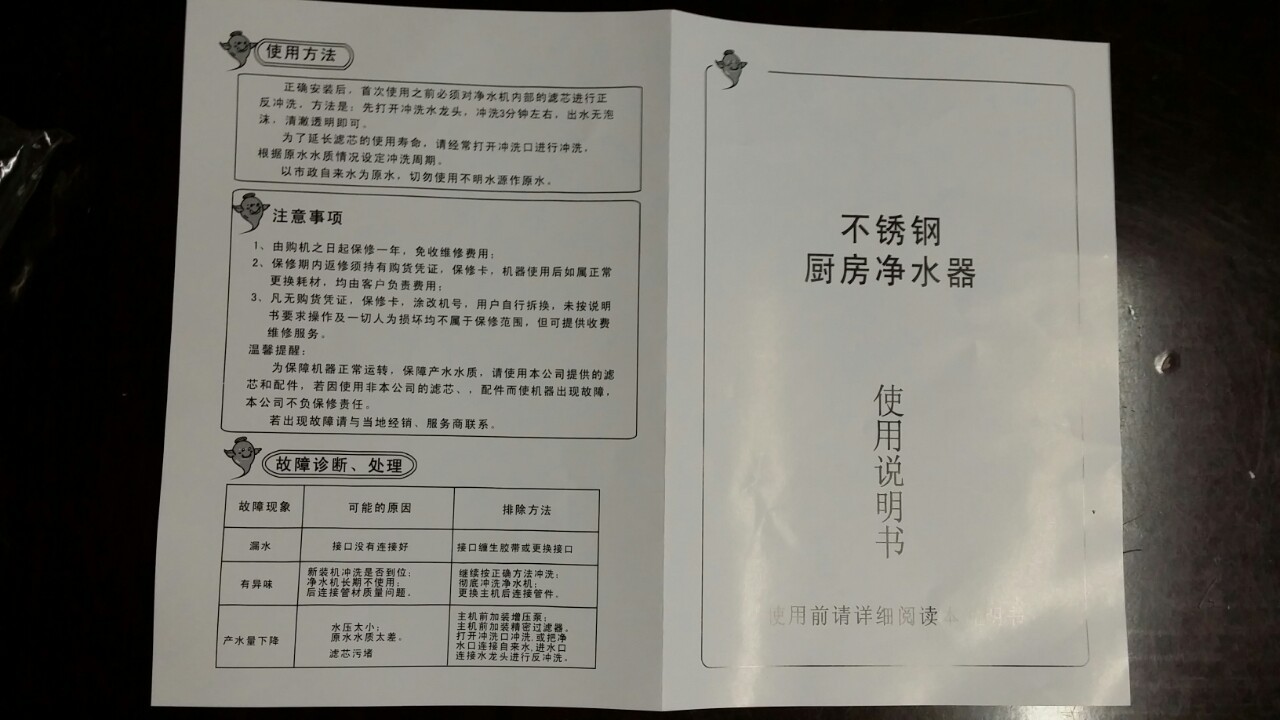 使用方法
正确安装后，首次使用之前必须对净水机内部的滤芯进行正
反冲洗，方法是：先打开冲洗水龙头，冲洗3分钟左右，出水无泡
沫，清澈透明即可。
为了延长滤芯的使用寿命，请经常打开冲洗口进行冲洗，
根据原水水质情况设定冲洗周期。
以市政自来水为原水，切勿使用不明水源作原水。
注意事项
1、由购机之日起保修一年，免收维修费用；
2、保修期内返修须持有购货凭证，保修卡，机器使用后如属正常
更换耗材，均由客户负责费用；
3、凡无购货凭证，保修卡，涂改机号，用户自行拆换，未按说明
书要求操作及一切人为损坏均不属于保修范围，但可提供收费
维修服务。
温馨提醒：
为保障机器正常运转，保障产水水质，请使用本公司提供的滤
芯和配件，若因使用非本公司的滤芯、，配件而使机器出现故障，
本公司不负保修责任。
若出现故障请与当地经销、服务商联系。
故障诊断、处理
故障现象 可能的原因 排除方法
漏水 接口没有连接好 接口缠生胶带或更换接口
有异味
新装机冲洗是否到位；
净水机长期不使用；
后连接管材质量问题．
继续按正确方法冲洗；
彻底冲洗净水机；
更换主机后连接管件．
产水量下降
水压太小；
原水水质太差。
滤芯污堵
主机前加装增压泵；
主机前加装精密过滤器。
打开冲洗口冲洗，或把净
水口连接自来水，进水口
连接水龙头进行反冲洗．
不锈钢
厨房净水器
使用说明书
使用前请详细阅读